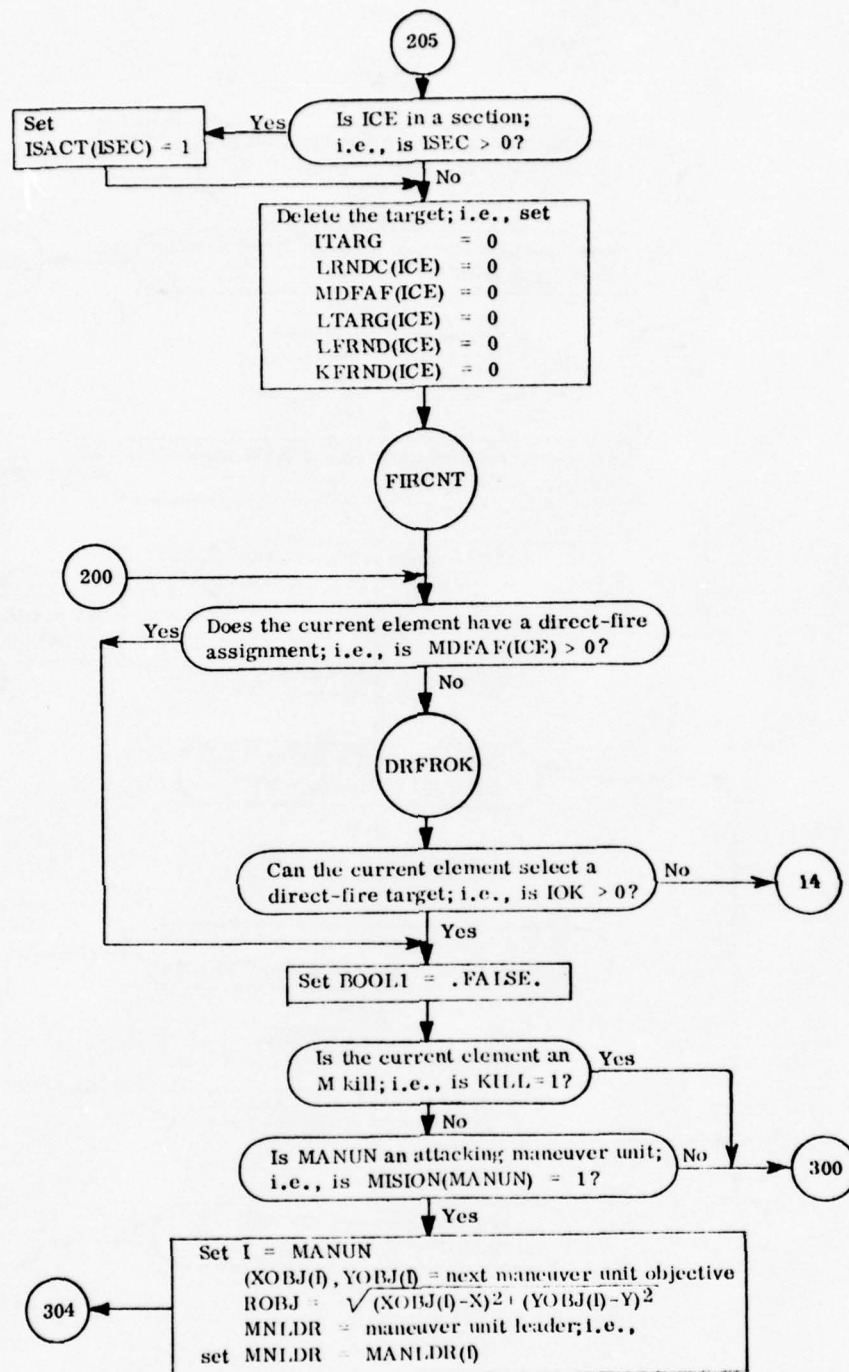 205
Is ICE in a section;
i.e., is ISEC > 0?
Yes
Set
ISACT(ISEC) = 1
No
Delete the target; i.e., set
ITARG = 0
LRNDC(ICE) = 0
MDFAF(ICE) = 0
LTARG(ICE) = 0
LFRND(ICE) = 0
KFRND(ICE) = 0
FIRCNT
200
Yes
Does the current element have a direct-fire
assignment; i.e., is MDFAF(ICE) > 0?
No
DRFROK
Can the current element select a
direct-fire target; i.e., is IOK > 0?
No
14
Yes
Set BOOL1 = .FALSE.
Is the current element an
M kill; i.e., is KILL=1?
Yes
No
Is MANUN an attacking maneuver unit;
i.e., is MISION(MANUN) = 1?
No
300
Yes
Set I = MANUN
(XOBJ(I), YOBJ(I) = next maneuver unit objective
ROBJ = √(XOBJ(I)-X)2 + (YOBJ(I)-Y)2
MNLDR = maneuver unit leader; i.e.,
set MNLDR = MANLDR(I)
304